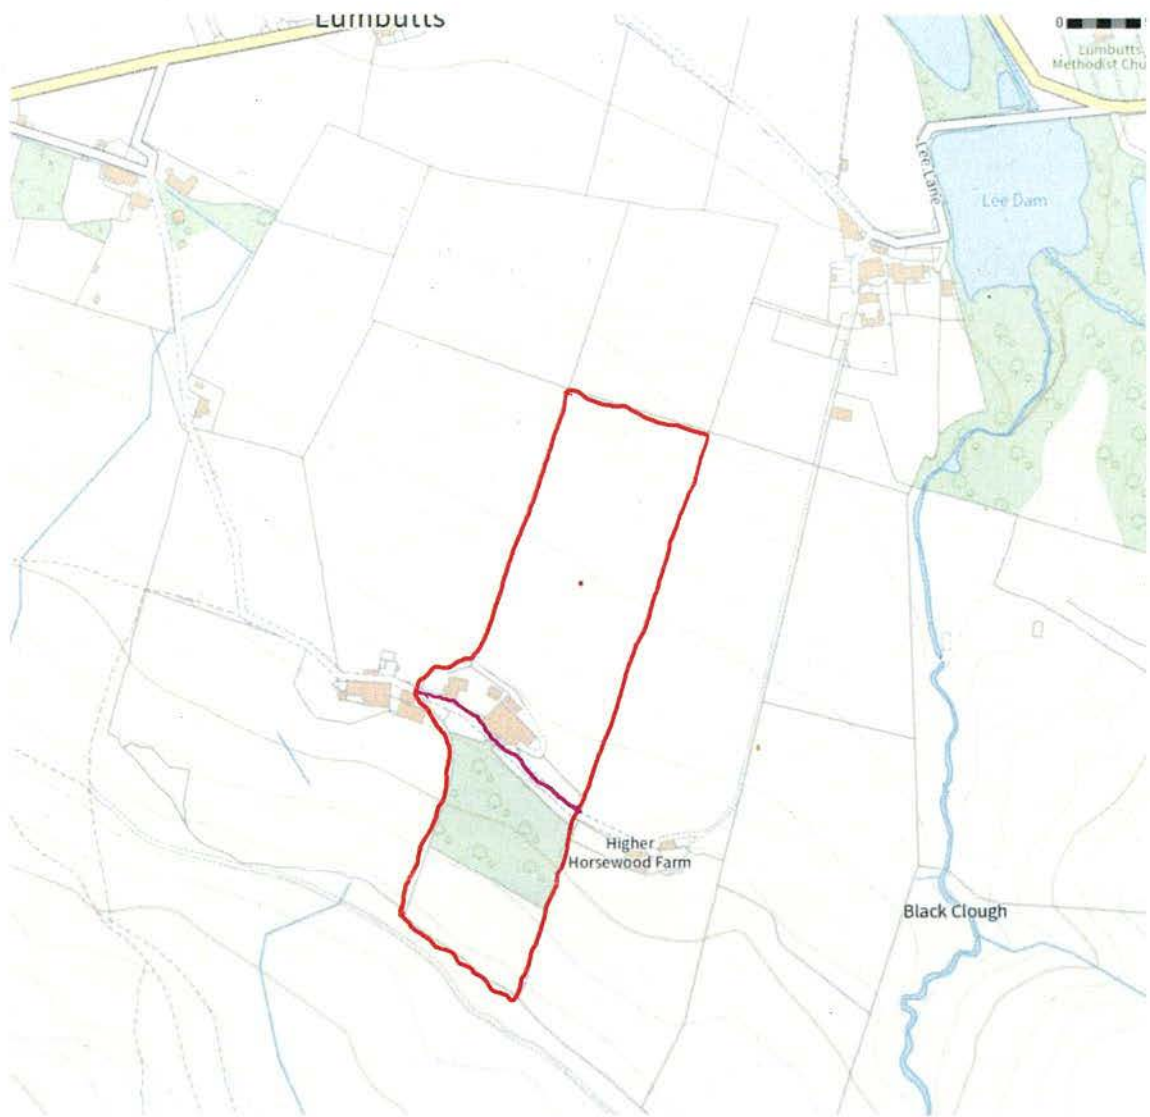 Lumbutts
0
Lumbutts
Methodist Chu
Lee Lane
Lee Dam
Higher
Horsewood Farm
Black Clough